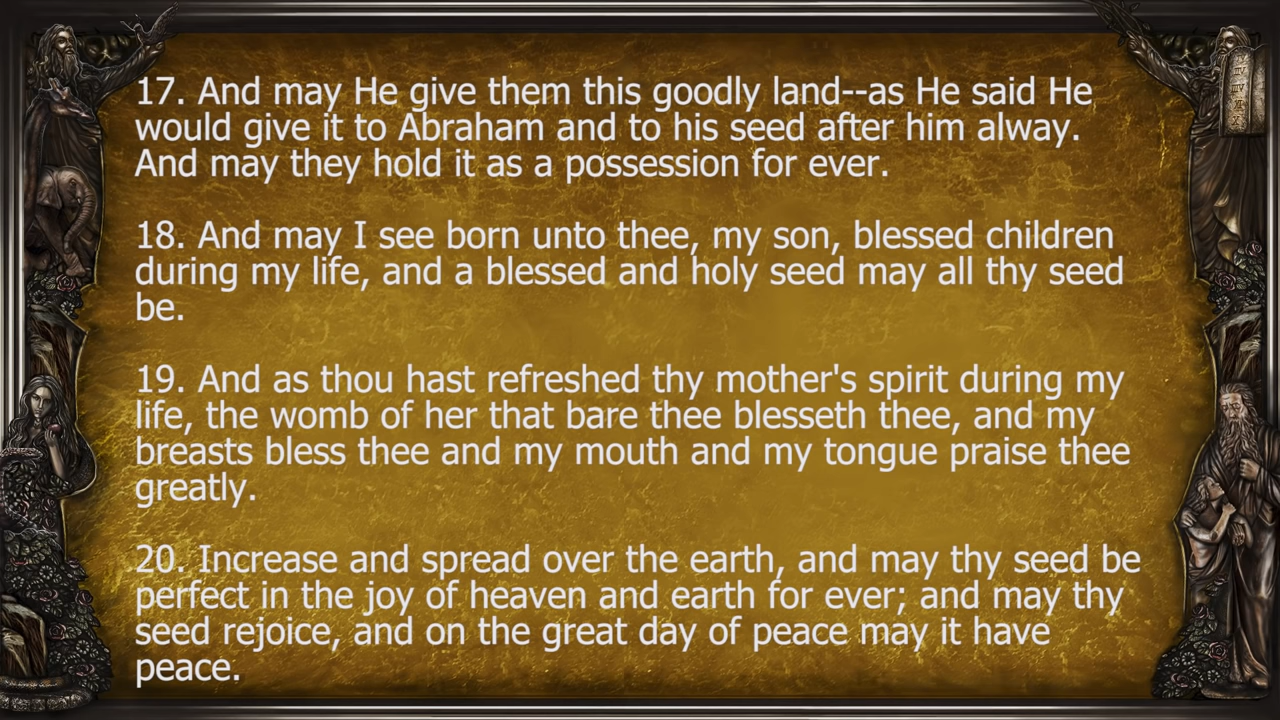 17. And may He give them this goodly land--as He said He
would give it to Abraham and to his seed after him alway.
And may they hold it as a possession for ever.
18. And may I see born unto thee, my son, blessed children
during my life, and a blessed and holy seed may all thy seed
be.
19. And as thou hast refreshed thy mother's spirit during my
life, the womb of her that bare thee blesseth thee, and my
breasts bless thee and my mouth and my tongue praise thee
greatly.
20. Increase and spread over the earth, and may thy seed be
perfect in the joy of heaven and earth for ever; and may thy
seed rejoice, and on the great day of peace may it have
peace.